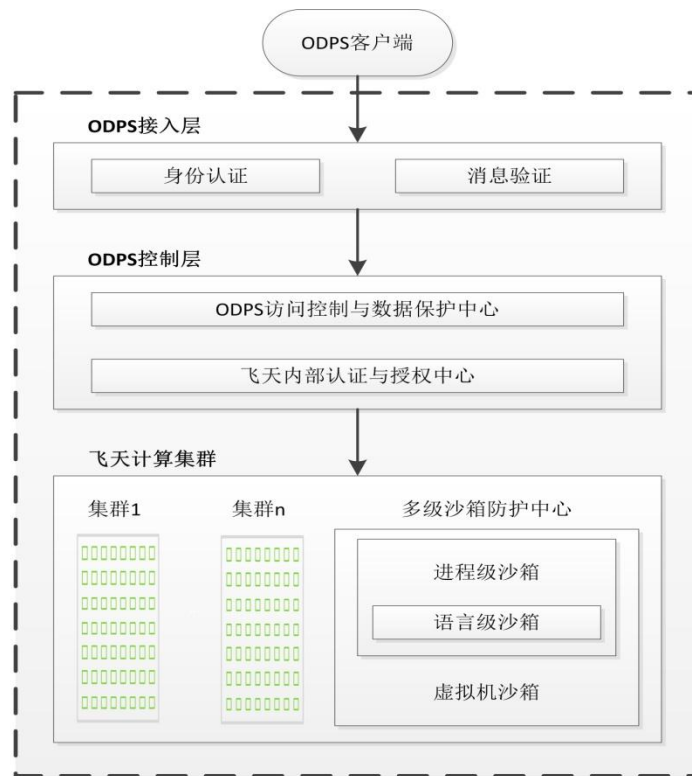 ODPS客户端
ODPS接入层
身份认证
消息验证
ODPS控制层
ODPS访问控制与数据保护中心
飞天内部认证与授权中心
飞天计算集群
集群1
集群n
多级沙箱防护中心
进程级沙箱
语言级沙箱
虚拟机沙箱